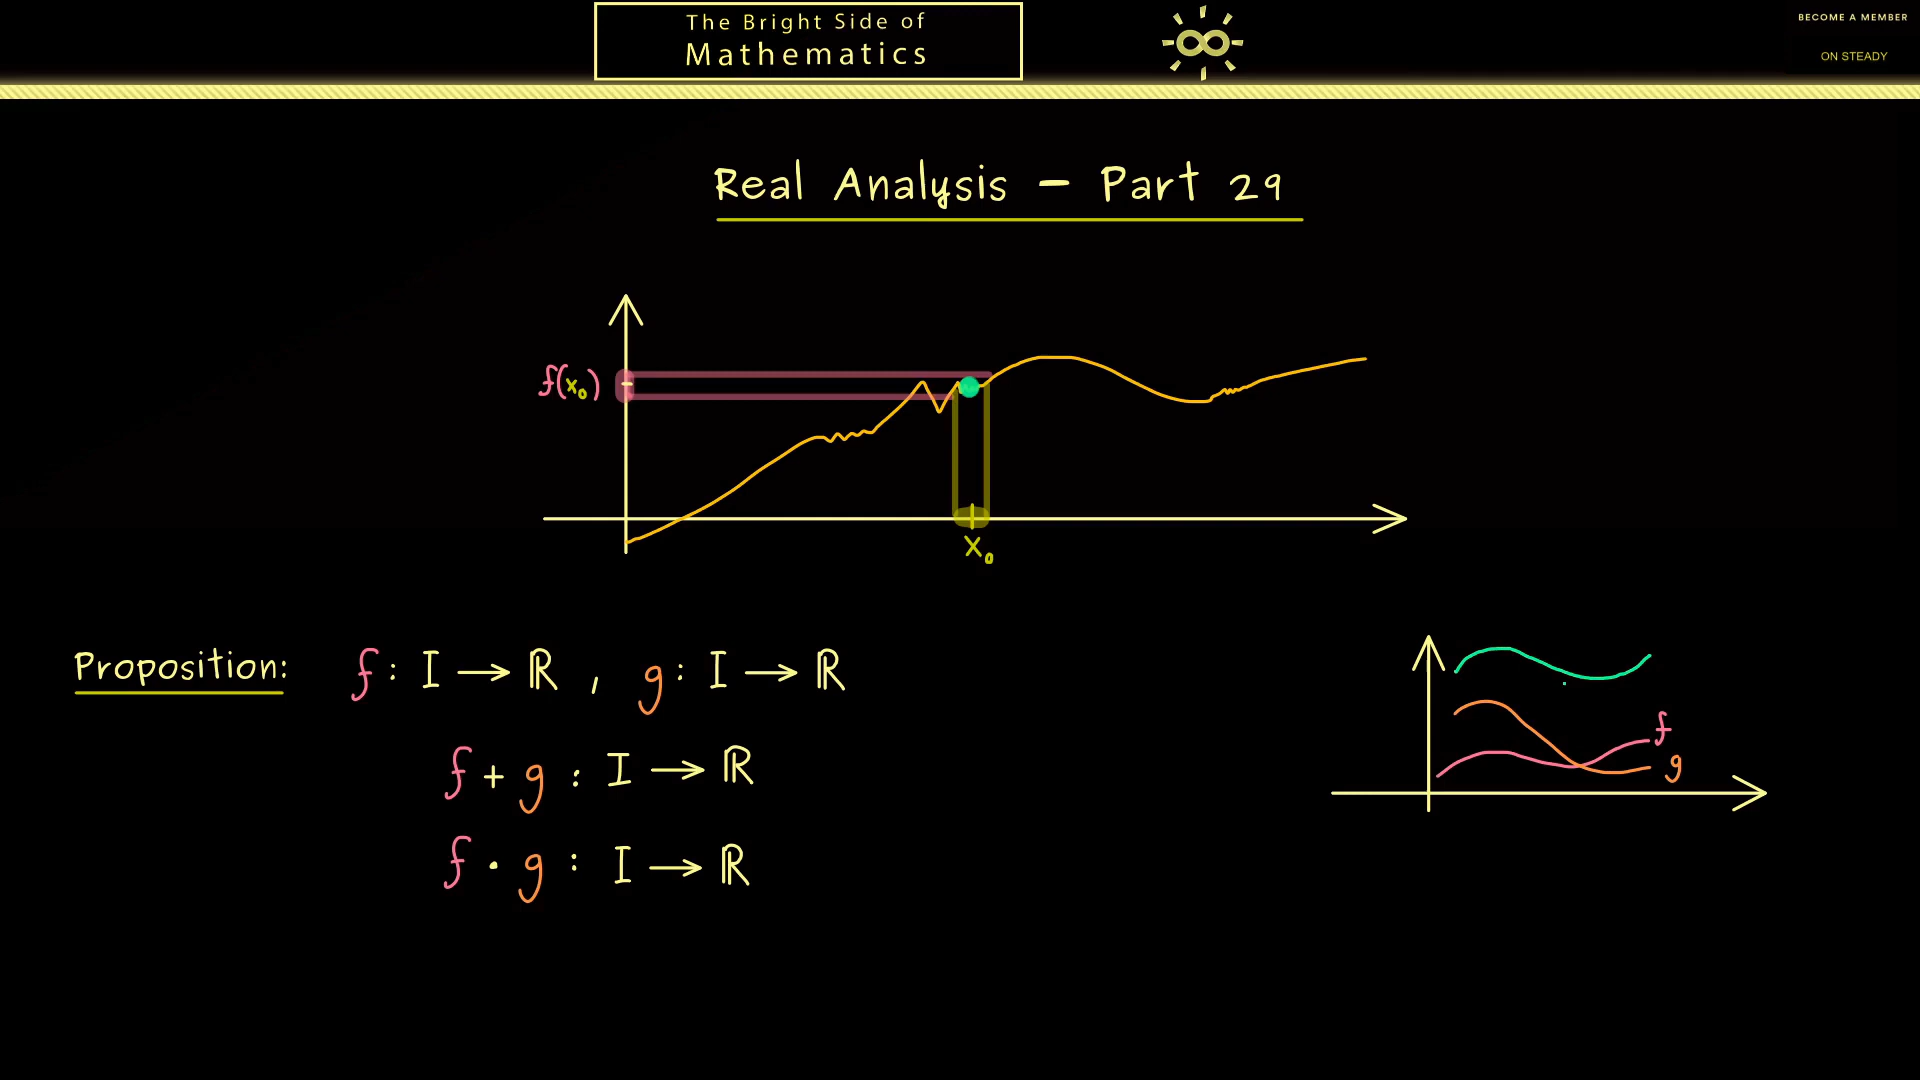 The Bright Side of
Mathematics
BECOME A MEMBER
ON STEADY
Real Analysis – Part 29
f(x₀)
x₀
Proposition: f: I → ℝ , g: I → ℝ
f + g : I → ℝ
f · g : I → ℝ
f
g